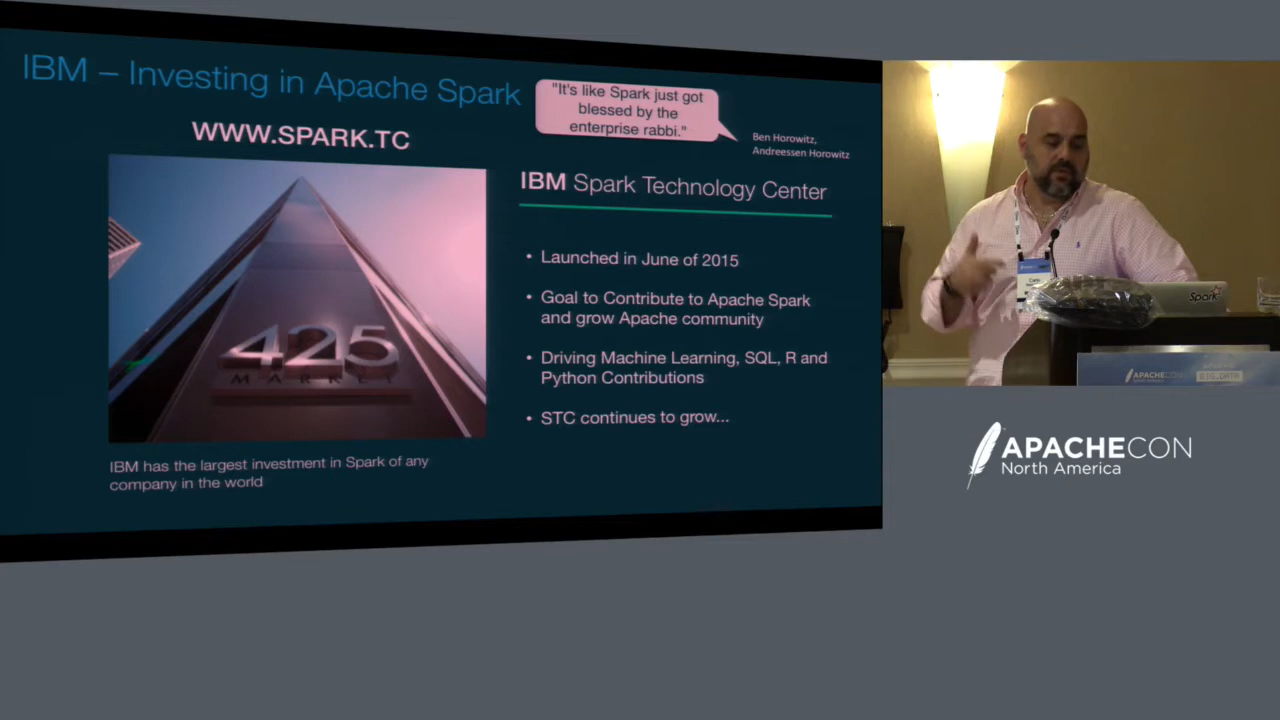 IBM – Investing in Apache Spark
"It's like Spark just got
blessed by the
enterprise rabbi."
Ben Horowitz,
Andreessen Horowitz
WWW.SPARK.TC
IBM Spark Technology Center
• Launched in June of 2015
• Goal to Contribute to Apache Spark
and grow Apache community
• Driving Machine Learning, SQL, R and
Python Contributions
• STC continues to grow...
425
MARKET
IBM has the largest investment in Spark of any
company in the world
Spark
APACHECON
BIG_DATA
APACHECON
North America